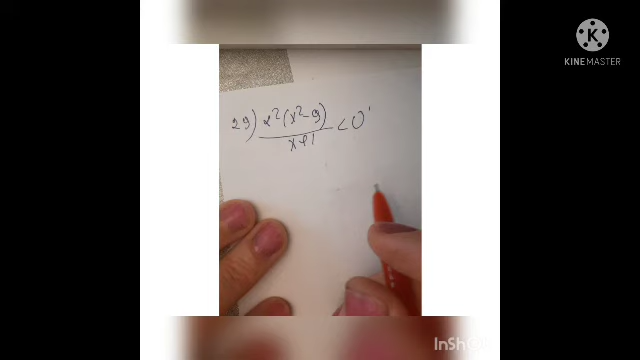 KINEMASTER
29) x²(x²-9) < 0
x+1
InSh